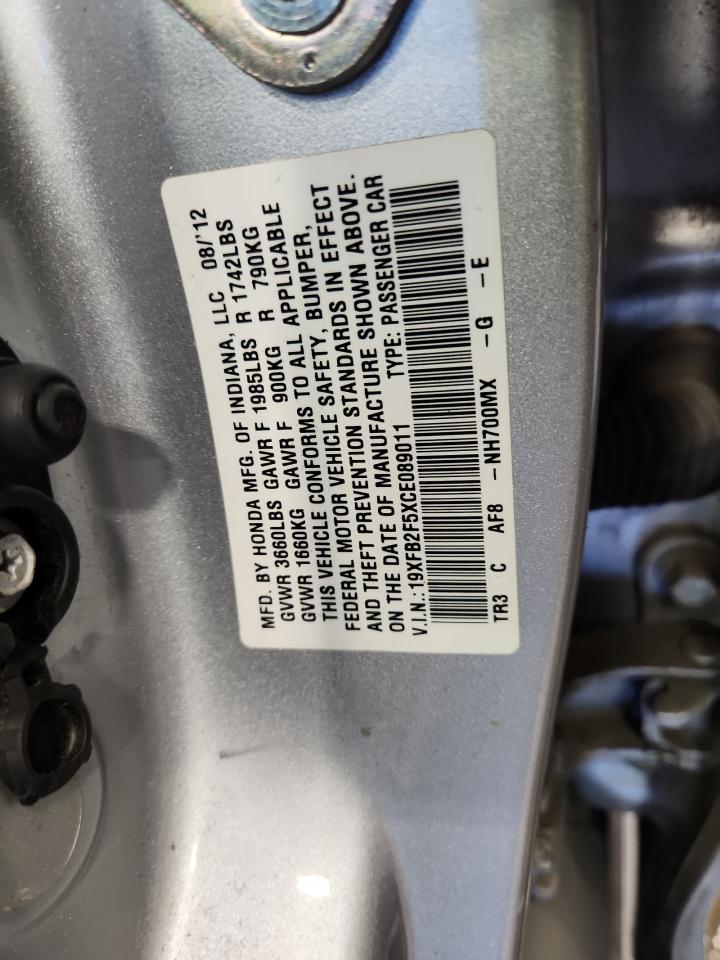 MFD. BY HONDA MFG. OF INDIANA, LLC 08/'12
GVWR 3660LBS GAWR F 1985LBS R 1742LBS
GVWR 1660KG GAWR F 900KG R 790KG
THIS VEHICLE CONFORMS TO ALL APPLICABLE
FEDERAL MOTOR VEHICLE SAFETY, BUMPER,
AND THEFT PREVENTION STANDARDS IN EFFECT
ON THE DATE OF MANUFACTURE SHOWN ABOVE.
V.I.N.:19XFB2F5XCE089011 TYPE: PASSENGER CAR
TR3 C AF8 -NH700MX -G -E